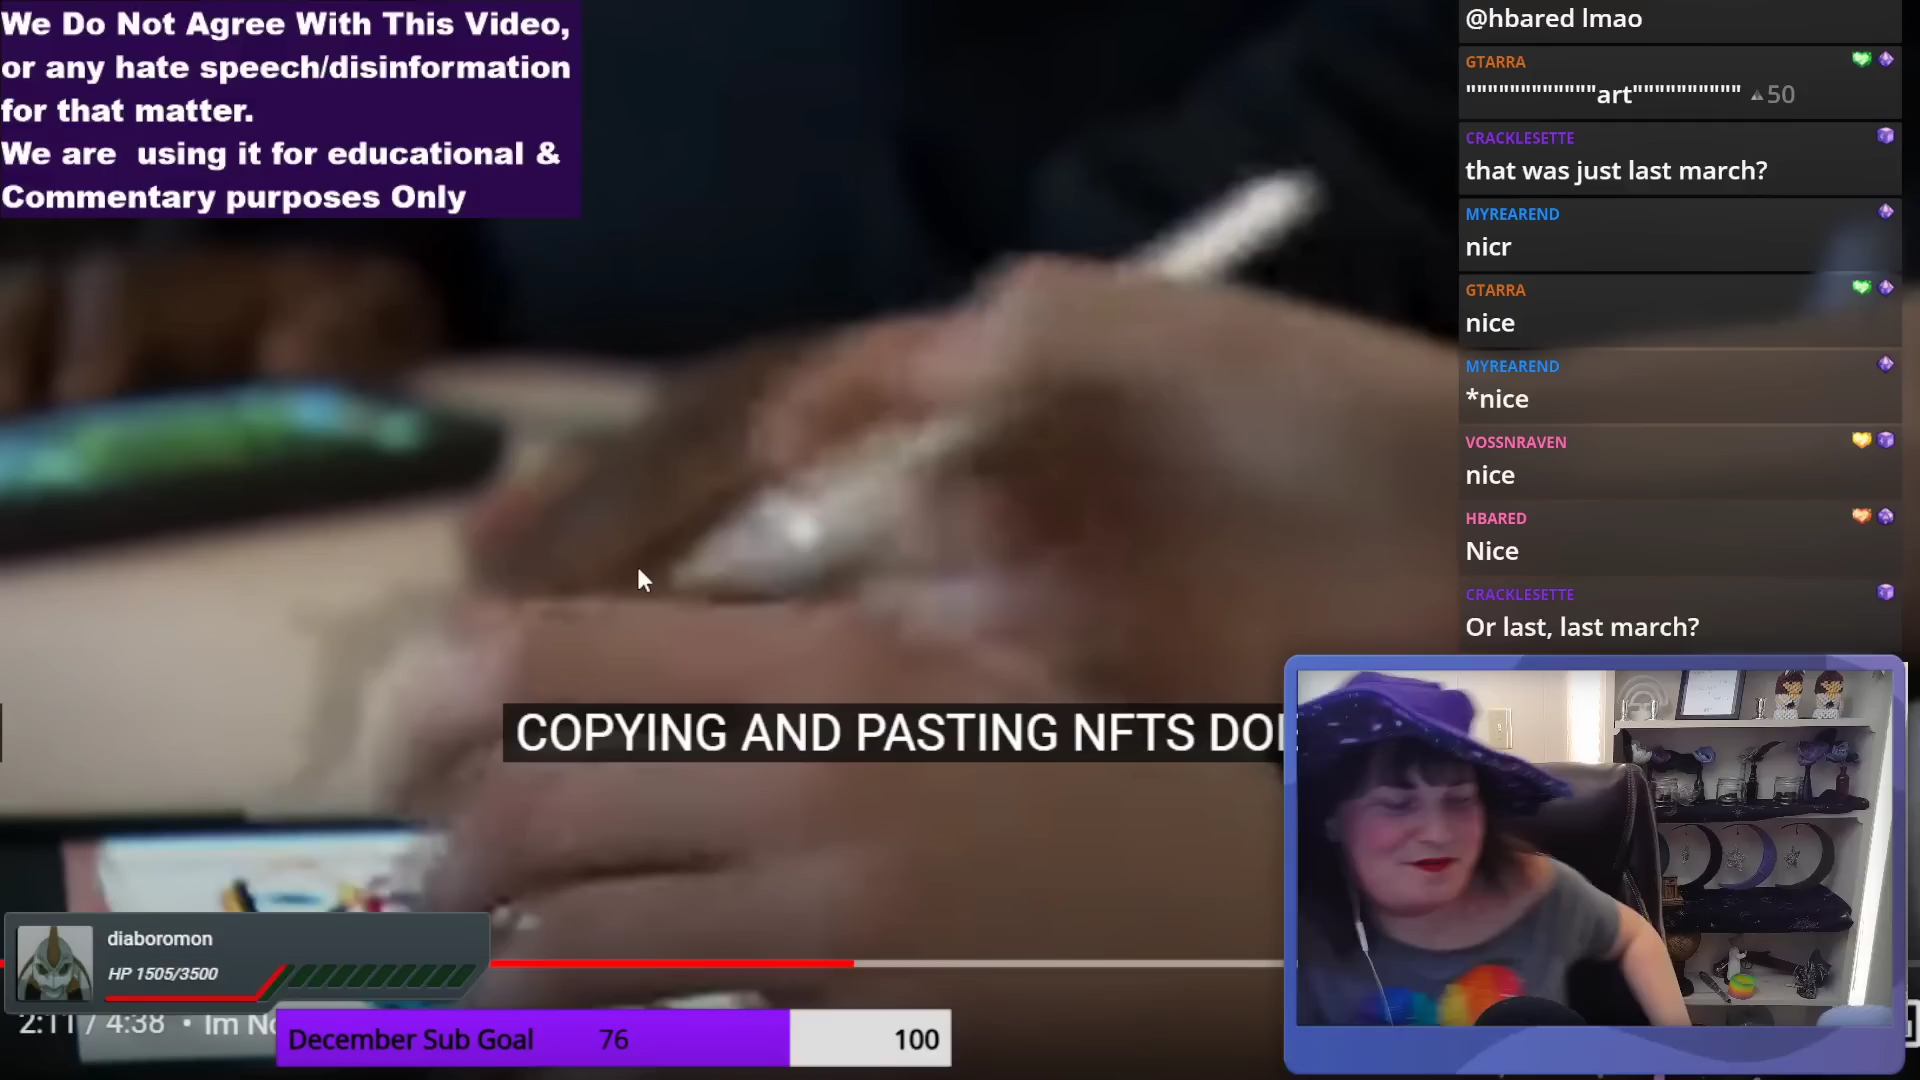 We Do Not Agree With This Video,
or any hate speech/disinformation
for that matter.
We are using it for educational &
Commentary purposes Only
@hbared lmao
GTARRA
""""""""""""art"""""""""" 50
CRACKLESETTE
that was just last march?
MYREAREND
nicr
GTARRA
nice
MYREAREND
*nice
VOSSNRAVEN
nice
HBARED
Nice
CRACKLESETTE
Or last, last march?
COPYING AND PASTING NFTS
diaboromon
HP 1505/3500
2:11 / 4:38 • Im
December Sub Goal 76 100